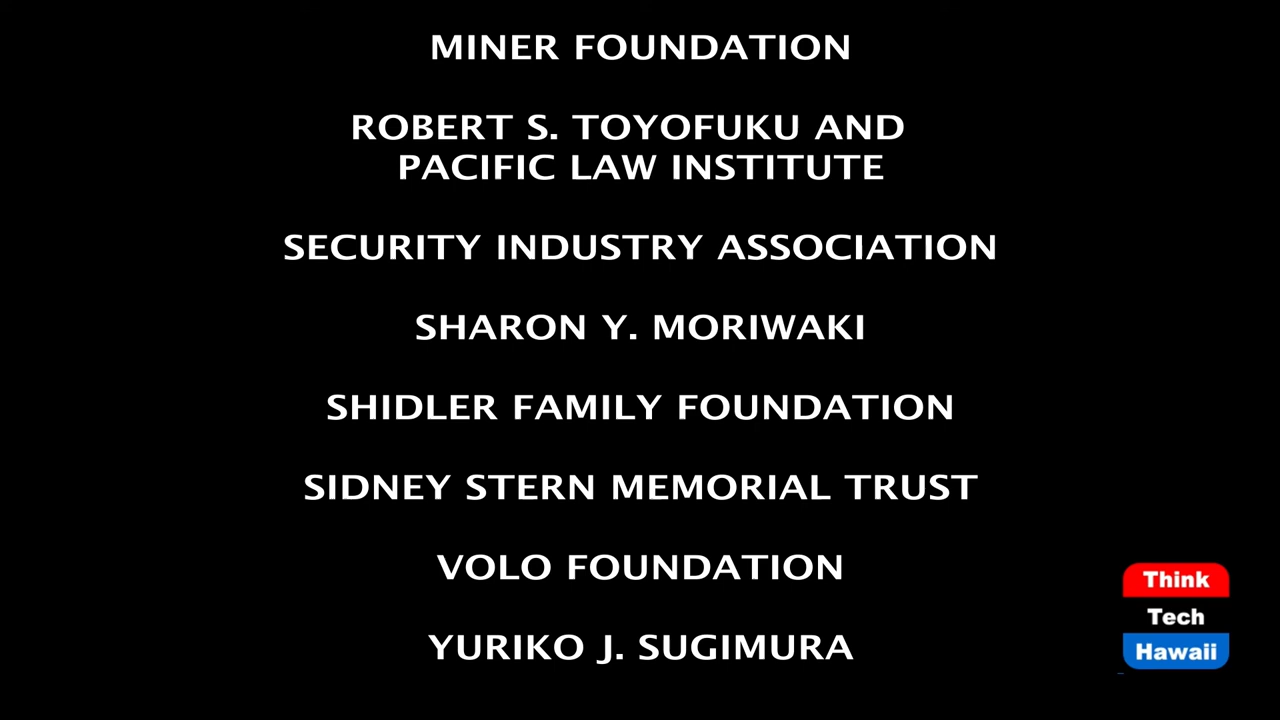 MINER FOUNDATION
ROBERT S. TOYOFUKU AND
PACIFIC LAW INSTITUTE
SECURITY INDUSTRY ASSOCIATION
SHARON Y. MORIWAKI
SHIDLER FAMILY FOUNDATION
SIDNEY STERN MEMORIAL TRUST
VOLO FOUNDATION
YURIKO J. SUGIMURA
Think
Tech
Hawaii